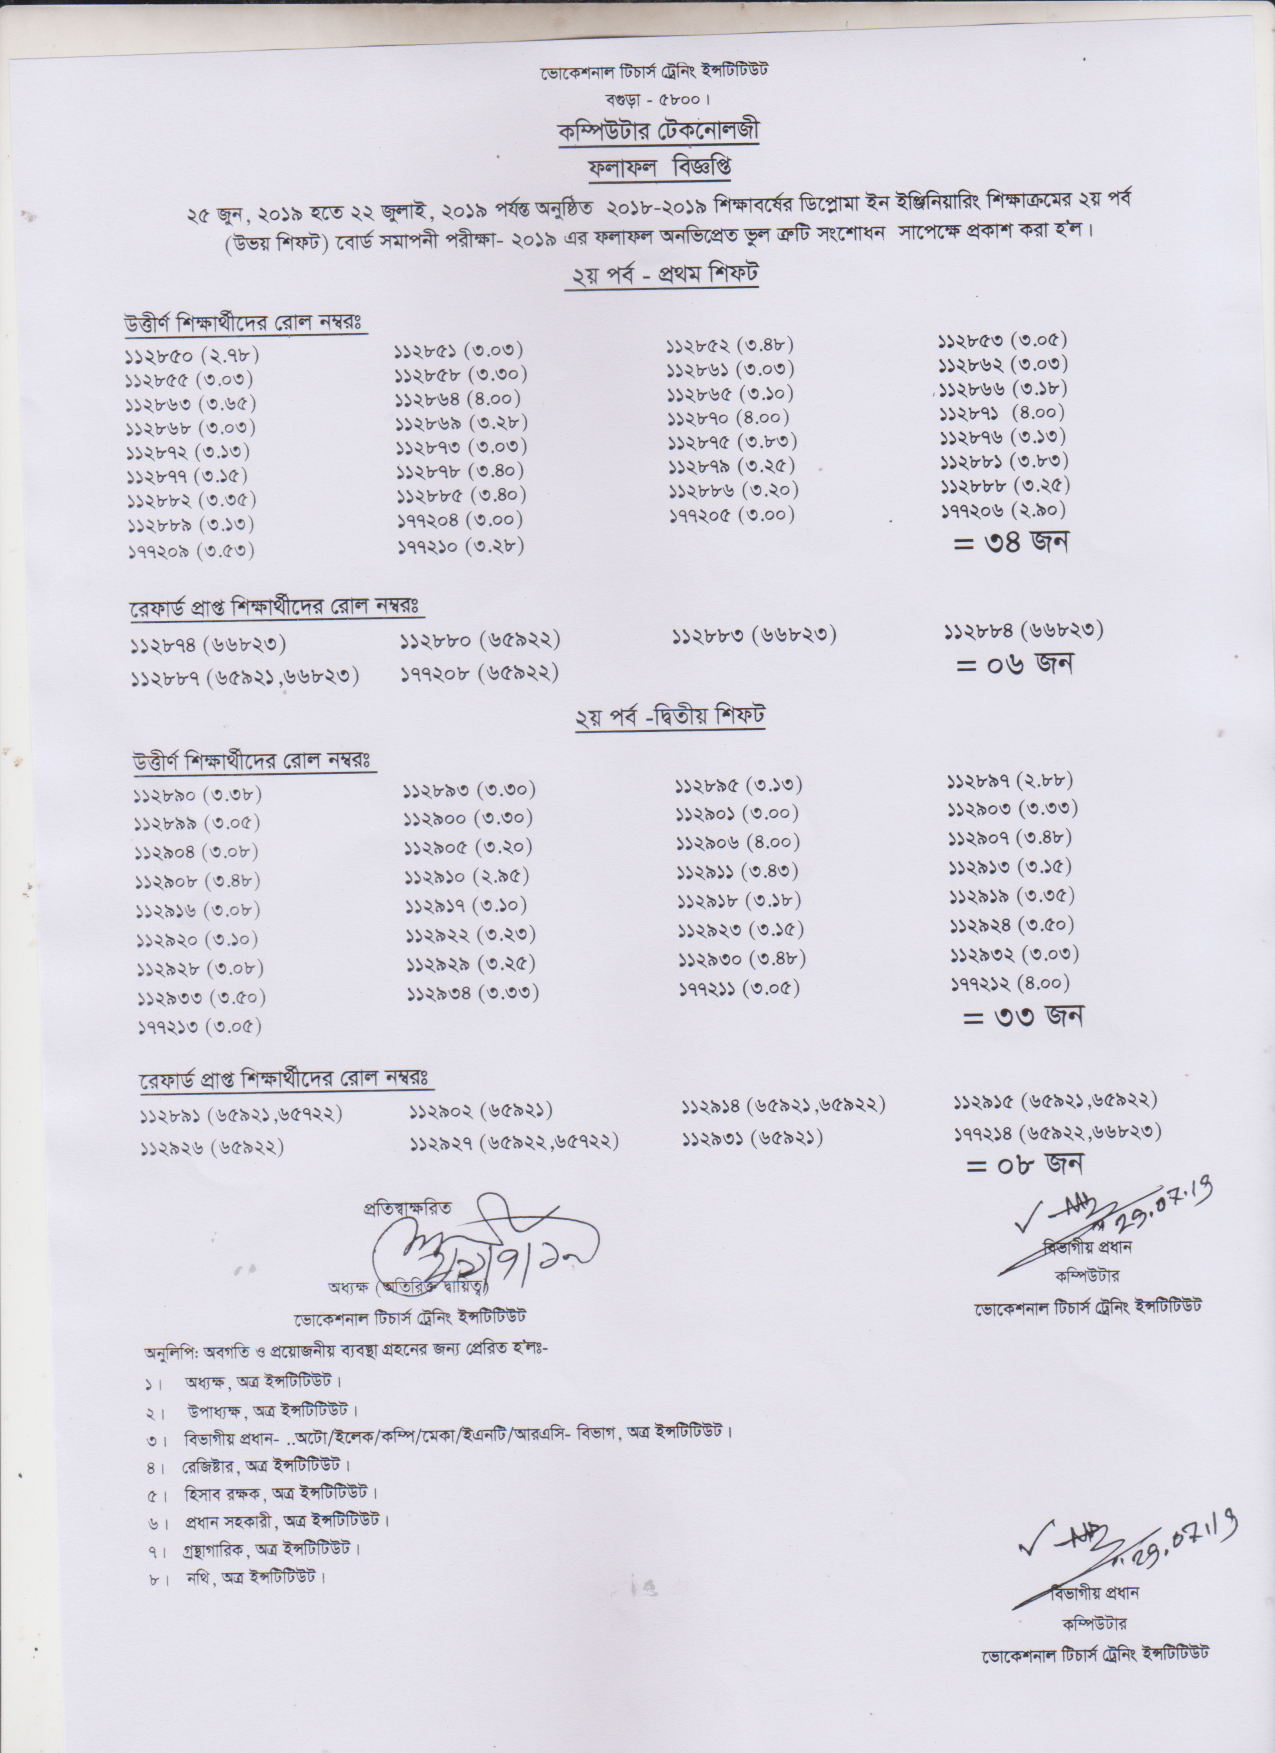 ভোকেশনাল টিচার্স ট্রেনিং ইন্সটিটিউট
বগুড়া - ৫৮০০।
কম্পিউটার টেকনোলজী
ফলাফল বিজ্ঞপ্তি
২৫ জুন, ২০১৯ হতে ২২ জুলাই, ২০১৯ পর্যন্ত অনুষ্ঠিত ২০১৮-২০১৯ শিক্ষাবর্ষের ডিপ্লোমা ইন ইঞ্জিনিয়ারিং শিক্ষাক্রমের ২য় পর্ব
(উভয় শিফট) বোর্ড সমাপনী পরীক্ষা- ২০১৯ এর ফলাফল অনভিপ্রেত ভুল ত্রুটি সংশোধন সাপেক্ষে প্রকাশ করা হ'ল।
২য় পর্ব - প্রথম শিফট
উত্তীর্ণ শিক্ষার্থীদের রোল নম্বরঃ
১১২৮৫০ (২.৭৮) ১১২৮৫১ (৩.০৩) ১১২৮৫২ (৩.৪৮) ১১২৮৫৩ (৩.০৫)
১১২৮৫৫ (৩.০৩) ১১২৮৫৮ (৩.৩০) ১১২৮৬১ (৩.০৩) ১১২৮৬২ (৩.০৩)
১১২৮৬৩ (৩.৬৫) ১১২৮৬৪ (৪.০০) ১১২৮৬৫ (৩.১০) ১১২৮৬৬ (৩.১৮)
১১২৮৬৮ (৩.০৩) ১১২৮৬৯ (৩.২৮) ১১২৮৭০ (৪.০০) ১১২৮৭১ (৪.০০)
১১২৮৭২ (৩.১৩) ১১২৮৭৩ (৩.০৩) ১১২৮৭৫ (৩.৮৩) ১১২৮৭৬ (৩.১৩)
১১২৮৭৭ (৩.১৫) ১১২৮৭৮ (৩.৪০) ১১২৮৭৯ (৩.২৫) ১১২৮৮১ (৩.৮৩)
১১২৮৮২ (৩.৩৫) ১১২৮৮৫ (৩.৪০) ১১২৮৮৬ (৩.২০) ১১২৮৮৮ (৩.২৫)
১১২৮৮৯ (৩.১৩) ১৭৭২০৪ (৩.০০) ১৭৭২০৫ (৩.০০) ১৭৭২০৬ (২.৯০)
১৭৭২০৯ (৩.৫৩) ১৭৭২১০ (৩.২৮) = ৩৪ জন
রেফার্ড প্রাপ্ত শিক্ষার্থীদের রোল নম্বরঃ
১১২৮৭৪ (৬৬৮২৩) ১১২৮৮০ (৬৫৯২২) ১১২৮৮৩ (৬৬৮২৩) ১১২৮৮৪ (৬৬৮২৩)
১১২৮৮৭ (৬৫৯২১,৬৬৮২৩) ১৭৭২০৮ (৬৫৯২২) = ০৬ জন
২য় পর্ব -দ্বিতীয় শিফট
উত্তীর্ণ শিক্ষার্থীদের রোল নম্বরঃ
১১২৮৯০ (৩.৩৮) ১১২৮৯৩ (৩.৩০) ১১২৮৯৫ (৩.১৩) ১১২৮৯৭ (২.৮৮)
১১২৮৯৯ (৩.০৫) ১১২৯০০ (৩.৩০) ১১২৯০১ (৩.০০) ১১২৯০৩ (৩.৩৩)
১১২৯০৪ (৩.০৮) ১১২৯০৫ (৩.২০) ১১২৯০৬ (৪.০০) ১১২৯০৭ (৩.৪৮)
১১২৯০৮ (৩.৪৮) ১১২৯১০ (২.৯৫) ১১২৯১১ (৩.৪৩) ১১২৯১৩ (৩.১৫)
১১২৯১৬ (৩.০৮) ১১২৯১৭ (৩.১০) ১১২৯১৮ (৩.১৮) ১১২৯১৯ (৩.৩৫)
১১২৯২০ (৩.১০) ১১২৯২২ (৩.২৩) ১১২৯২৩ (৩.১৫) ১১২৯২৪ (৩.৫০)
১১২৯২৮ (৩.০৮) ১১২৯২৯ (৩.২৫) ১১২৯৩০ (৩.৪৮) ১১২৯৩২ (৩.০৩)
১১২৯৩৩ (৩.৫০) ১১২৯৩৪ (৩.৩৩) ১৭৭২১১ (৩.০৫) ১৭৭২১২ (৪.০০)
১৭৭২১৩ (৩.০৫) = ৩৩ জন
রেফার্ড প্রাপ্ত শিক্ষার্থীদের রোল নম্বরঃ
১১২৮৯১ (৬৫৯২১,৬৫৭২২) ১১২৯০২ (৬৫৯২১) ১১২৯১৪ (৬৫৯২১,৬৫৯২২) ১১২৯১৫ (৬৫৯২১,৬৫৯২২)
১১২৯২৬ (৬৫৯২২) ১১২৯২৭ (৬৫৯২২,৬৫৭২২) ১১২৯৩১ (৬৫৯২১) ১৭৭২১৪ (৬৫৯২২,৬৬৮২৩)
= ০৮ জন
প্রতিস্বাক্ষরিত
29.07.19
বিভাগীয় প্রধান
অধ্যক্ষ (অতিরিক্ত দ্বায়িত্ব) কম্পিউটার
ভোকেশনাল টিচার্স ট্রেনিং ইন্সটিটিউট ভোকেশনাল টিচার্স ট্রেনিং ইন্সটিটিউট
অনুলিপি: অবগতি ও প্রয়োজনীয় ব্যবস্থা গ্রহনের জন্য প্রেরিত হ'লঃ-
১। অধ্যক্ষ, অত্র ইন্সটিটিউট।
২। উপাধ্যক্ষ, অত্র ইন্সটিটিউট।
৩। বিভাগীয় প্রধান- ..অটো/ইলেক/কম্পি/মেকা/ইএনটি/আরএসি- বিভাগ, অত্র ইন্সটিটিউট।
৪। রেজিষ্টার, অত্র ইন্সটিটিউট।
৫। হিসাব রক্ষক, অত্র ইন্সটিটিউট।
৬। প্রধান সহকারী, অত্র ইন্সটিটিউট।
৭। গ্রন্থাগারিক, অত্র ইন্সটিটিউট।
৮। নথি, অত্র ইন্সটিটিউট।
29.07.19
বিভাগীয় প্রধান
কম্পিউটার
ভোকেশনাল টিচার্স ট্রেনিং ইন্সটিটিউট